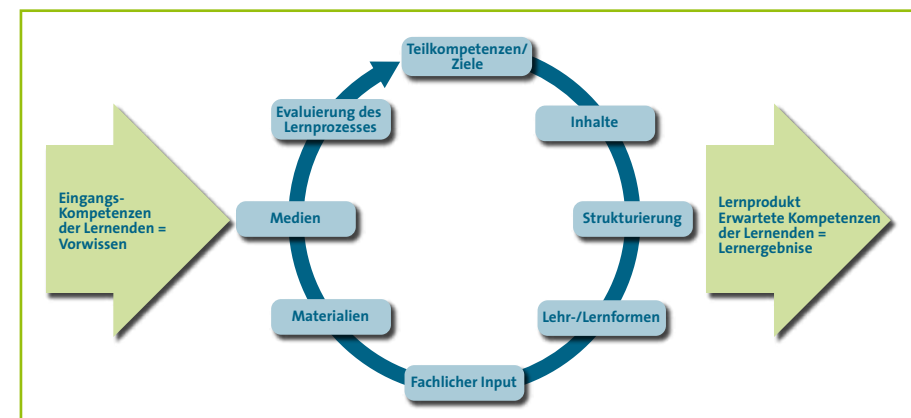 Teilkompetenzen/
Ziele
Evaluierung des
Lernprozesses
Inhalte
Eingangs-
Kompetenzen
der Lernenden =
Vorwissen
Medien
Strukturierung
Lernprodukt
Erwartete Kompetenzen
der Lernenden =
Lernergebnise
Materialien
Lehr-/Lernformen
Fachlicher Input